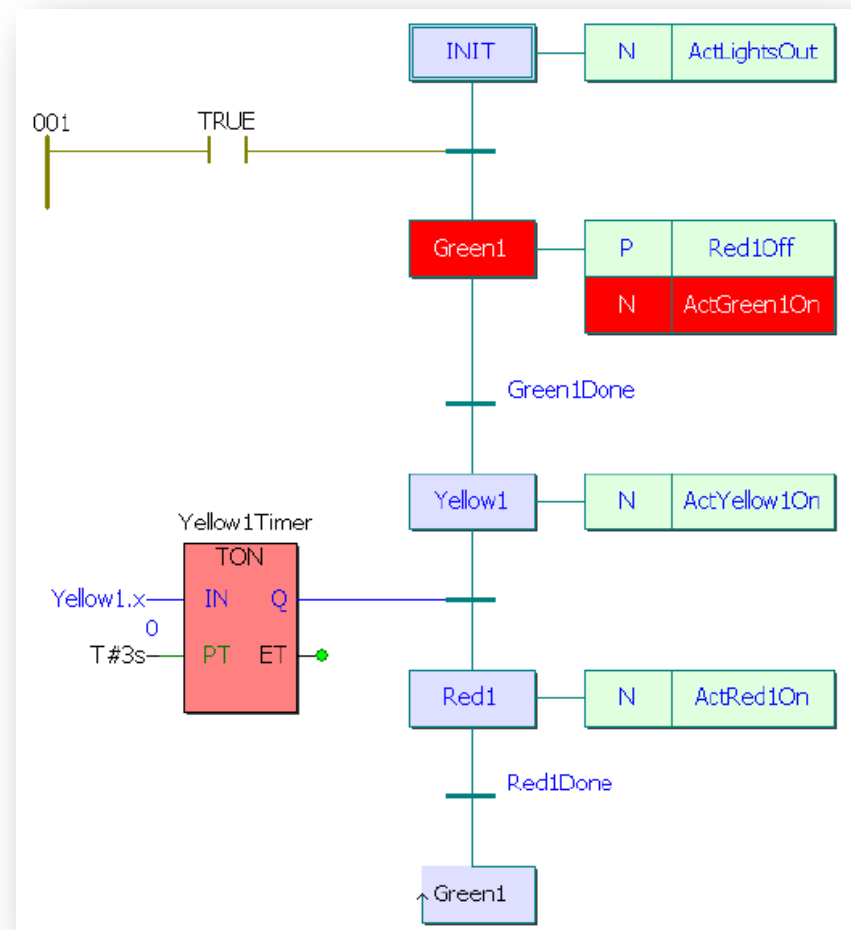 INIT N ActLightsOut
001 TRUE
Green1 P Red1Off
N ActGreen1On
Green1Done
Yellow1 N ActYellow1On
Yellow1Timer
TON
Yellow1.x IN Q
0
T#3s PT ET
Red1 N ActRed1On
Red1Done
Green1